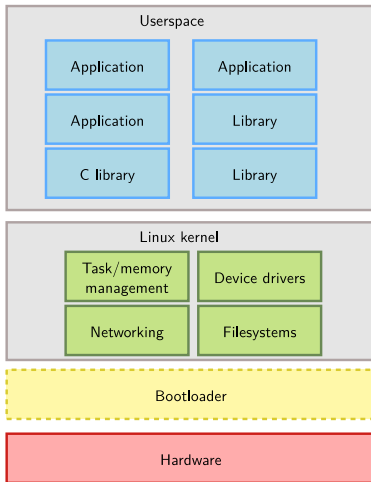 Userspace
Application
Application
Application
Library
C library
Library
Linux kernel
Task/memory
management
Device drivers
Networking
Filesystems
Bootloader
Hardware